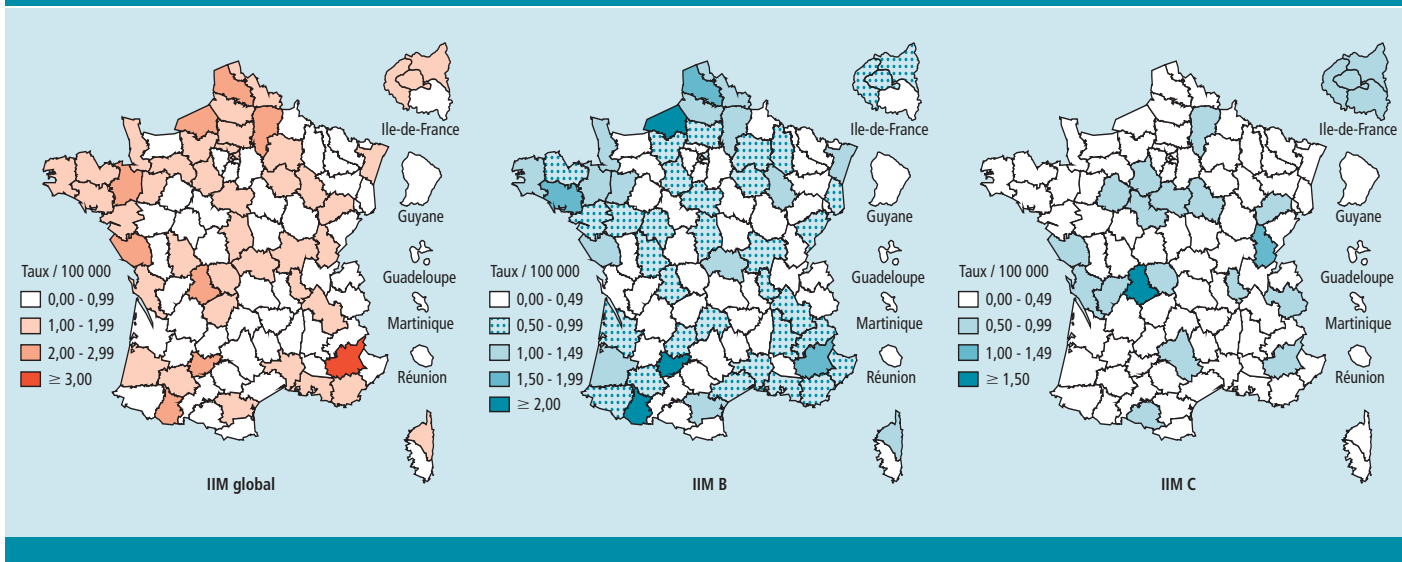 Ile-de-France
Guyane
Guadeloupe
Martinique
Réunion
Taux / 100 000
0,00 - 0,99
1,00 - 1,99
2,00 - 2,99
≥ 3,00
IIM global
Ile-de-France
Guyane
Guadeloupe
Martinique
Réunion
Taux / 100 000
0,00 - 0,49
0,50 - 0,99
1,00 - 1,49
1,50 - 1,99
≥ 2,00
IIM B
Ile-de-France
Guyane
Guadeloupe
Martinique
Réunion
Taux / 100 000
0,00 - 0,49
0,50 - 0,99
1,00 - 1,49
≥ 1,50
IIM C